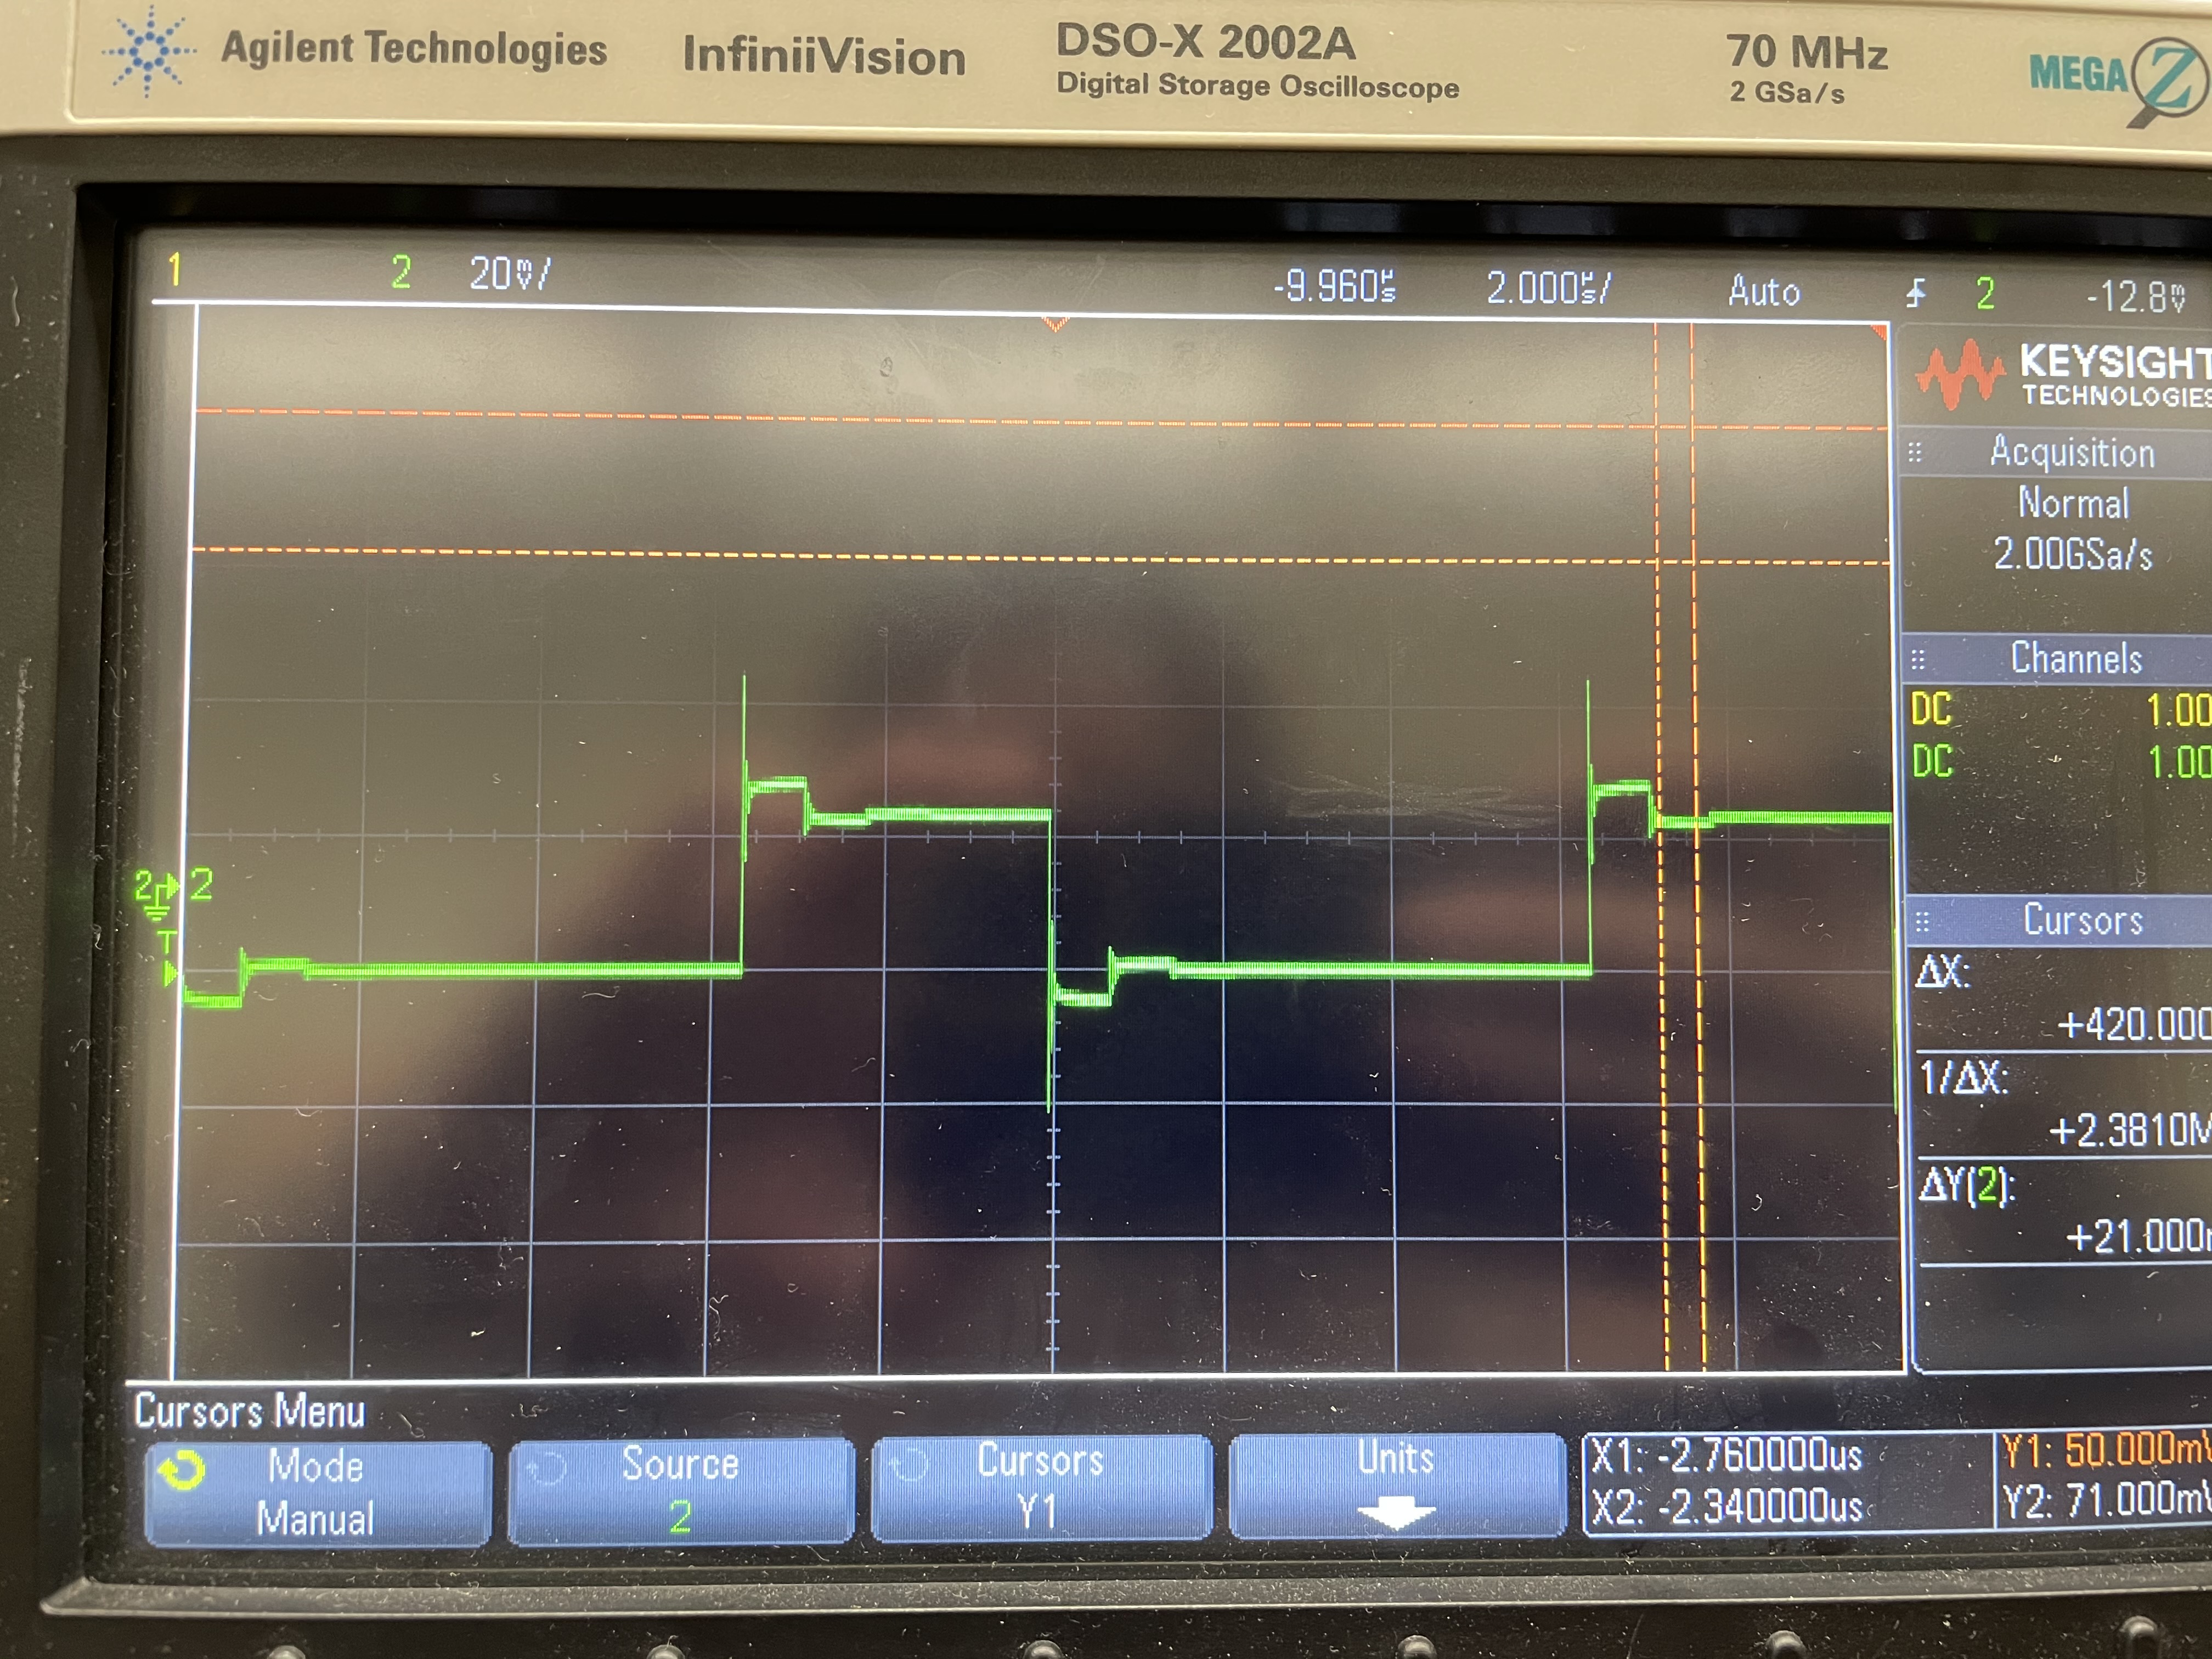 Agilent Technologies InfiniiVision DSO-X 2002A 70 MHz MEGA Z
Digital Storage Oscilloscope 2 GSa/s
1 2 20mV/ -9.960us 2.000us/ Auto 2 -12.8mV
KEYSIGHT
TECHNOLOGIES
Acquisition
Normal
2.00GSa/s
Channels
DC 1.00
DC 1.00
2 2
T
Cursors
ΔX:
+420.000
1/ΔX:
+2.3810M
ΔY(2):
+21.000
Cursors Menu
Mode
Manual
Source
2
Cursors
Y1
Units
X1: -2.760000us
X2: -2.340000us
Y1: 50.000mV
Y2: 71.000mV